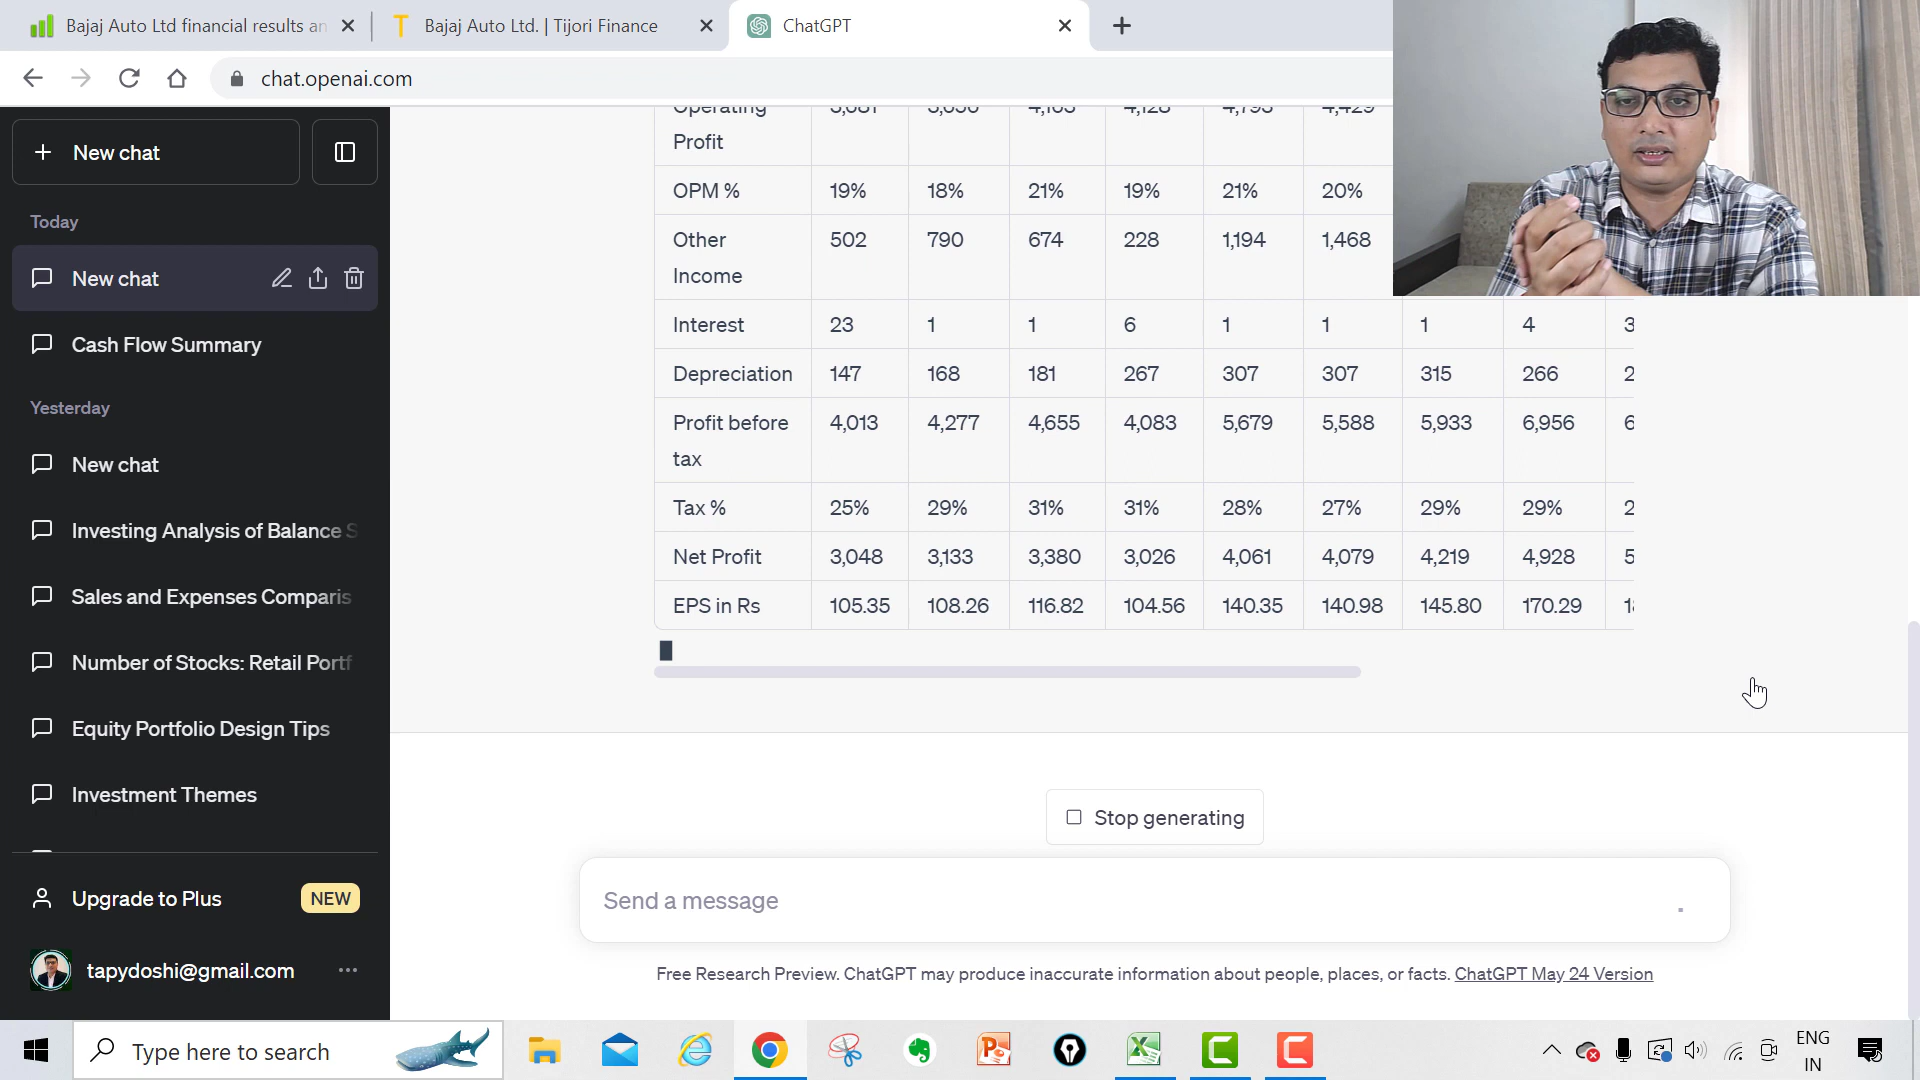 Bajaj Auto Ltd financial results an
Bajaj Auto Ltd. | Tijori Finance
ChatGPT
chat.openai.com
New chat
Today
New chat
Cash Flow Summary
Yesterday
New chat
Investing Analysis of Balance S
Sales and Expenses Comparis
Number of Stocks: Retail Portf
Equity Portfolio Design Tips
Investment Themes
Upgrade to Plus NEW
tapydoshi@gmail.com
Operating
Profit
OPM % 19% 18% 21% 19% 21% 20%
Other 502 790 674 228 1,194 1,468
Income
Interest 23 1 1 6 1 1 1 4 3
Depreciation 147 168 181 267 307 307 315 266 2
Profit before 4,013 4,277 4,655 4,083 5,679 5,588 5,933 6,956 6
tax
Tax % 25% 29% 31% 31% 28% 27% 29% 29% 2
Net Profit 3,048 3,133 3,380 3,026 4,061 4,079 4,219 4,928 5
EPS in Rs 105.35 108.26 116.82 104.56 140.35 140.98 145.80 170.29
Stop generating
Send a message
Free Research Preview. ChatGPT may produce inaccurate information about people, places, or facts. ChatGPT May 24 Version
Type here to search
ENG
IN